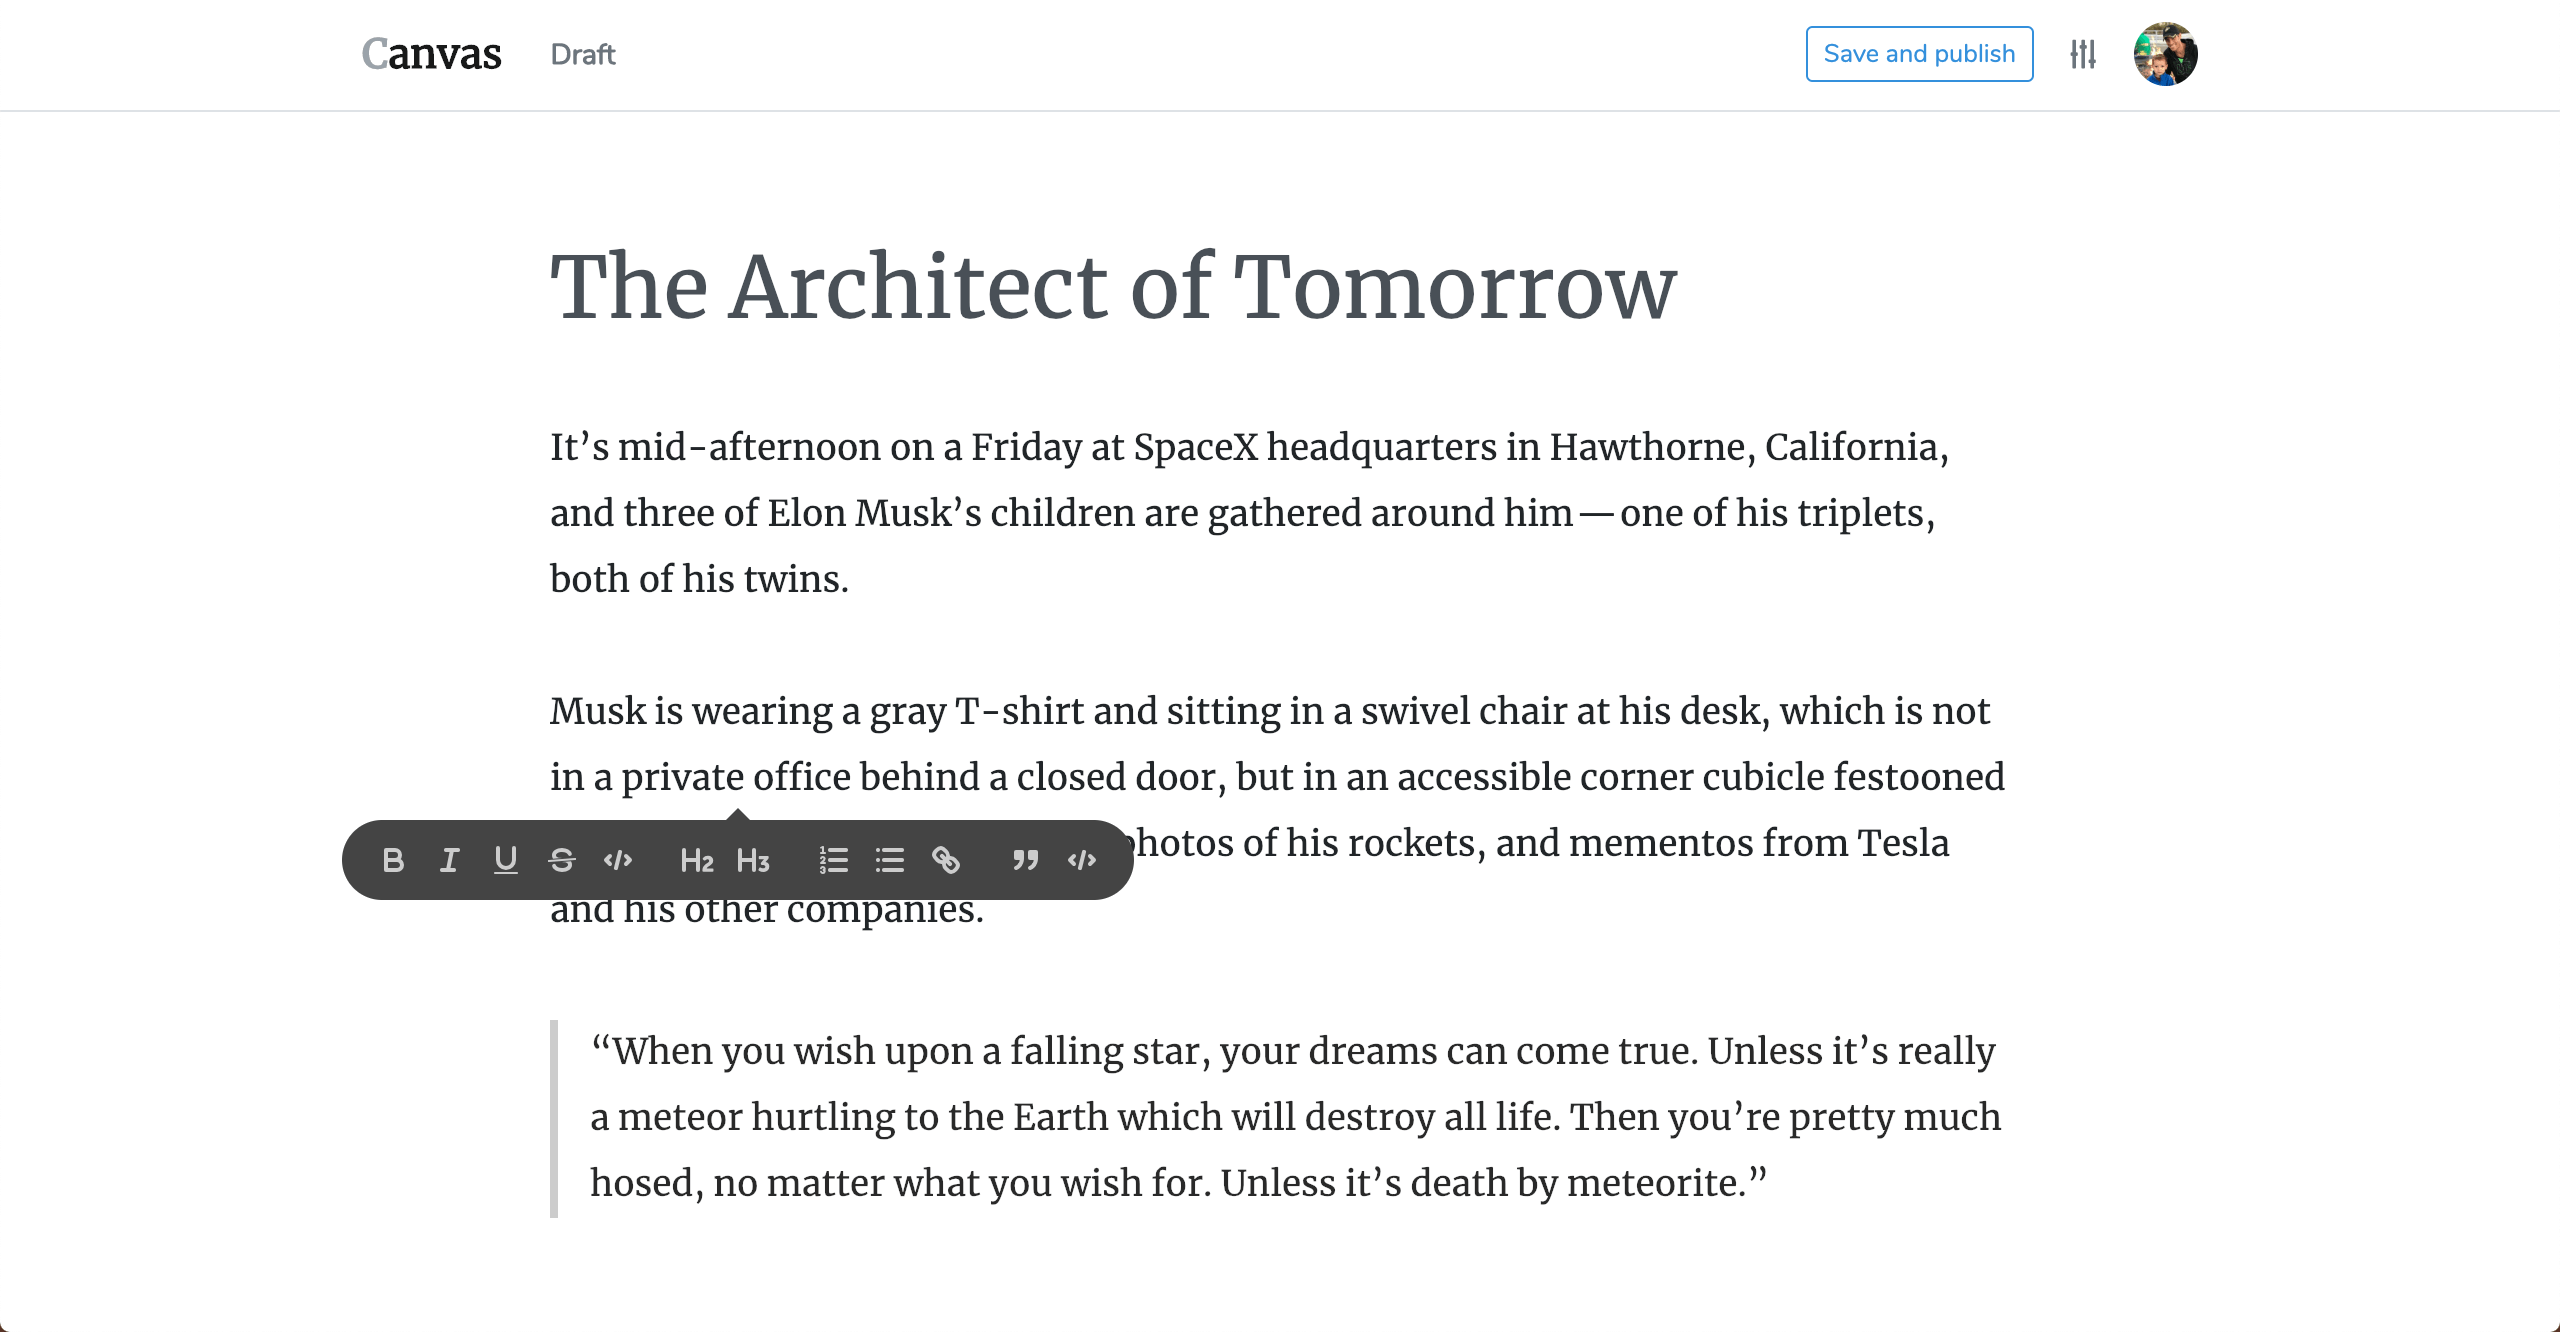 Canvas Draft Save and publish
The Architect of Tomorrow
It’s mid-afternoon on a Friday at SpaceX headquarters in Hawthorne, California,
and three of Elon Musk’s children are gathered around him — one of his triplets,
both of his twins.
Musk is wearing a gray T-shirt and sitting in a swivel chair at his desk, which is not
in a private office behind a closed door, but in an accessible corner cubicle festooned
photos of his rockets, and mementos from Tesla
B I U S </> H2 H3 </>
and his other companies.
“When you wish upon a falling star, your dreams can come true. Unless it’s really
a meteor hurtling to the Earth which will destroy all life. Then you’re pretty much
hosed, no matter what you wish for. Unless it’s death by meteorite.”